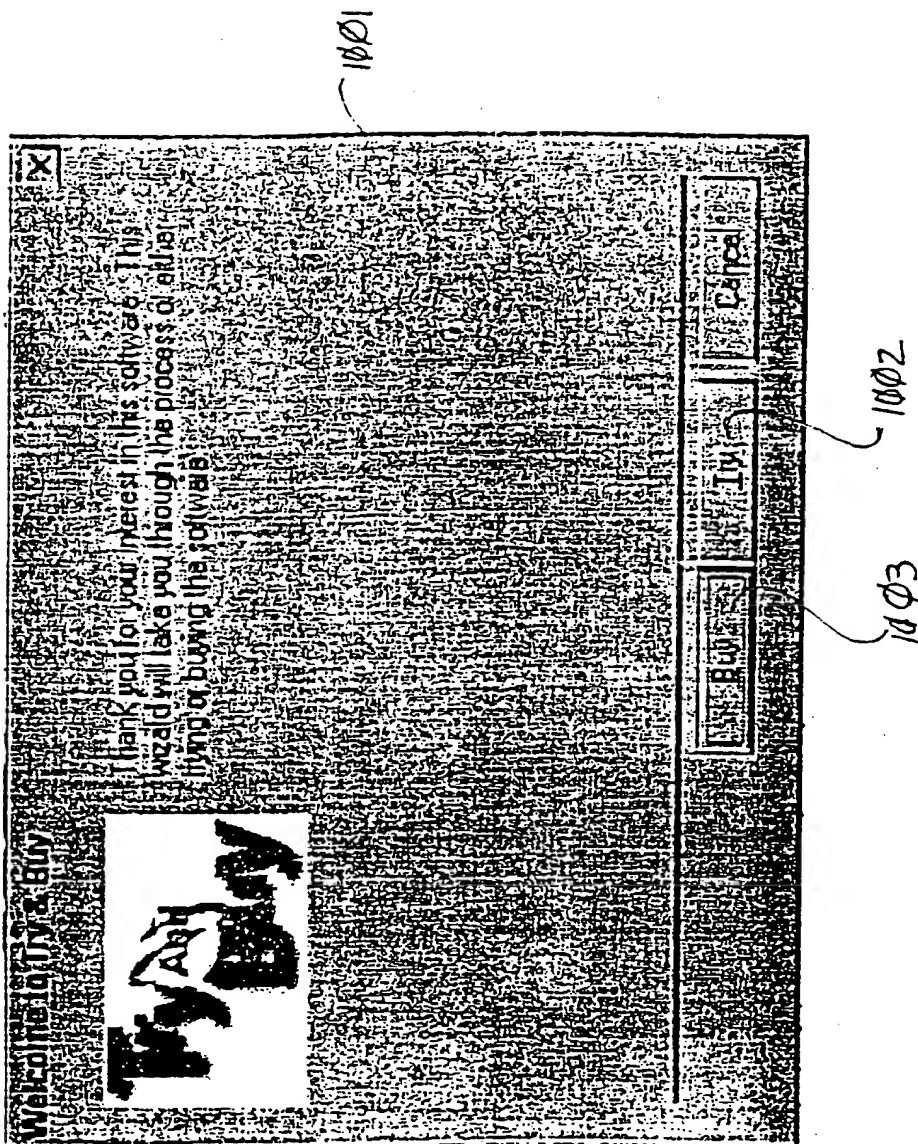 Welcome to Try & Buy
X
Thank you for your interest in this software. This
wizard will take you through the process of either
trying or buying the software
Try
And
Buy
Buy
Try
Cancel
1001
1002
1003